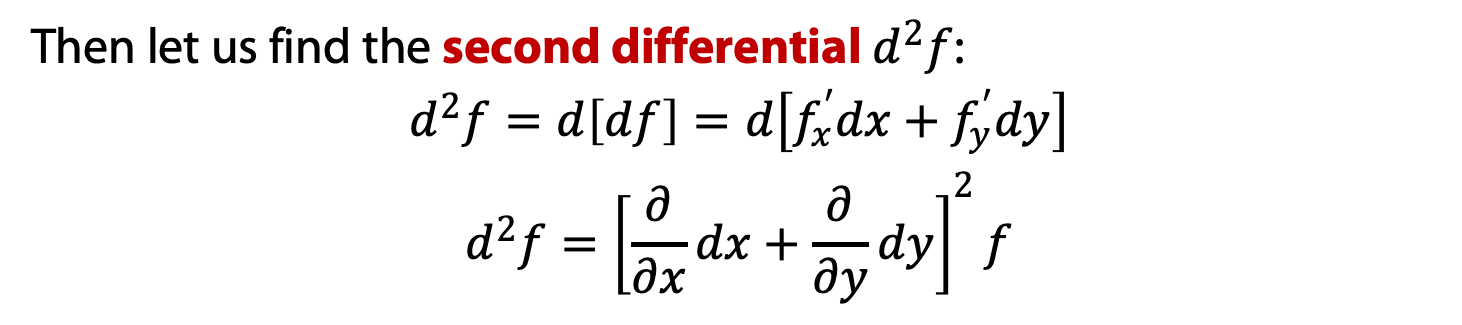 Then let us find the second differential d²f:
d²f = d[df] = d[f′ₓdx + f′ᵧdy]
d²f = [∂/∂x dx + ∂/∂y dy]² f